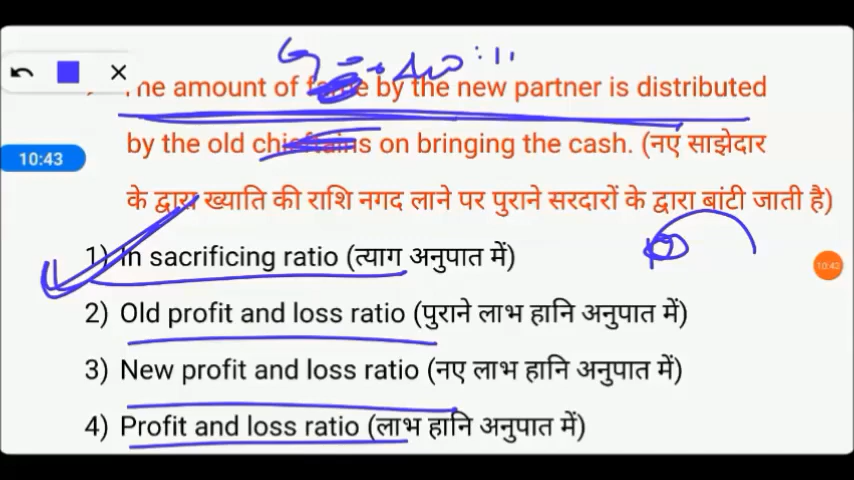 The amount of by the new partner is distributed
by the old chieftains on bringing the cash. (नए साझेदार
10:43
के द्वारा ख्याति की राशि नगद लाने पर पुराने सरदारों के द्वारा बांटी जाती है)
1) In sacrificing ratio (त्याग अनुपात में)
10:43
2) Old profit and loss ratio (पुराने लाभ हानि अनुपात में)
3) New profit and loss ratio (नए लाभ हानि अनुपात में)
4) Profit and loss ratio (लाभ हानि अनुपात में)